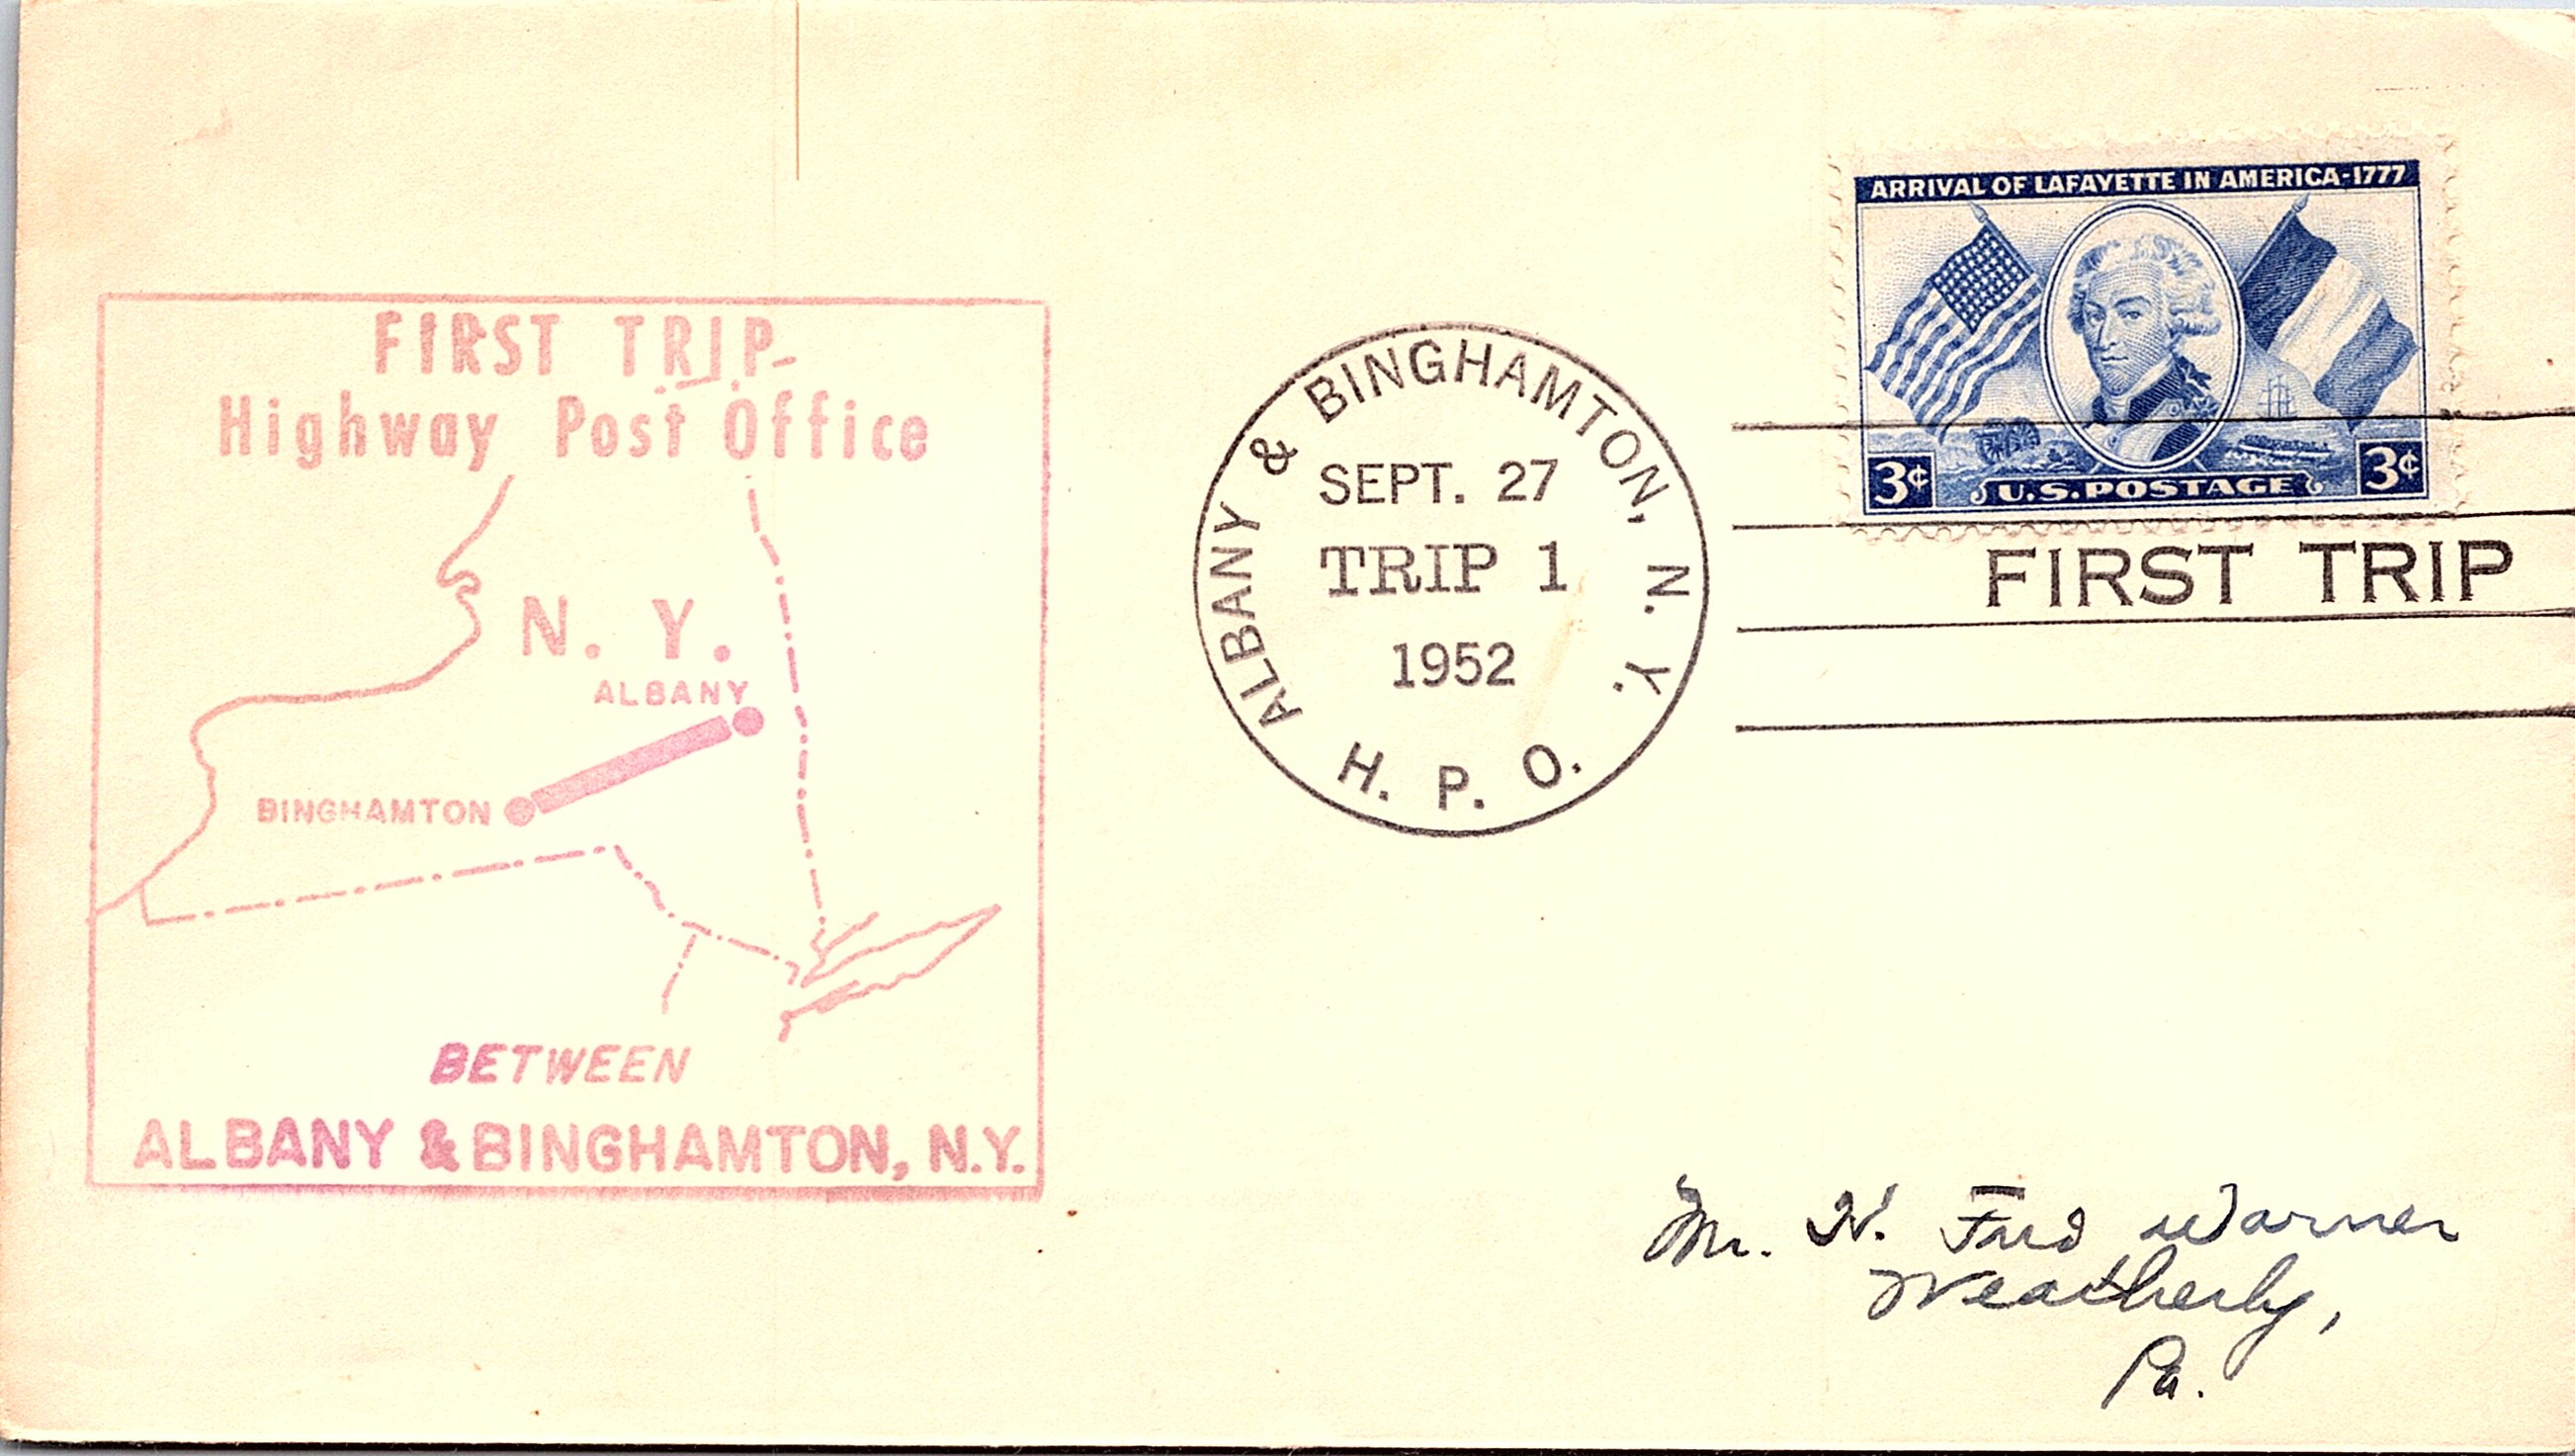 FIRST TRIP
Highway Post Office
N. Y.
ALBANY
BINGHAMTON
BETWEEN
ALBANY & BINGHAMTON, N.Y.
ALBANY & BINGHAMTON, N. Y.
SEPT. 27
TRIP 1
1952
H. P. O.
ARRIVAL OF LAFAYETTE IN AMERICA-1777
3¢ U.S. POSTAGE 3¢
FIRST TRIP
Mr. Ford Warner
Weatherly,
Pa.